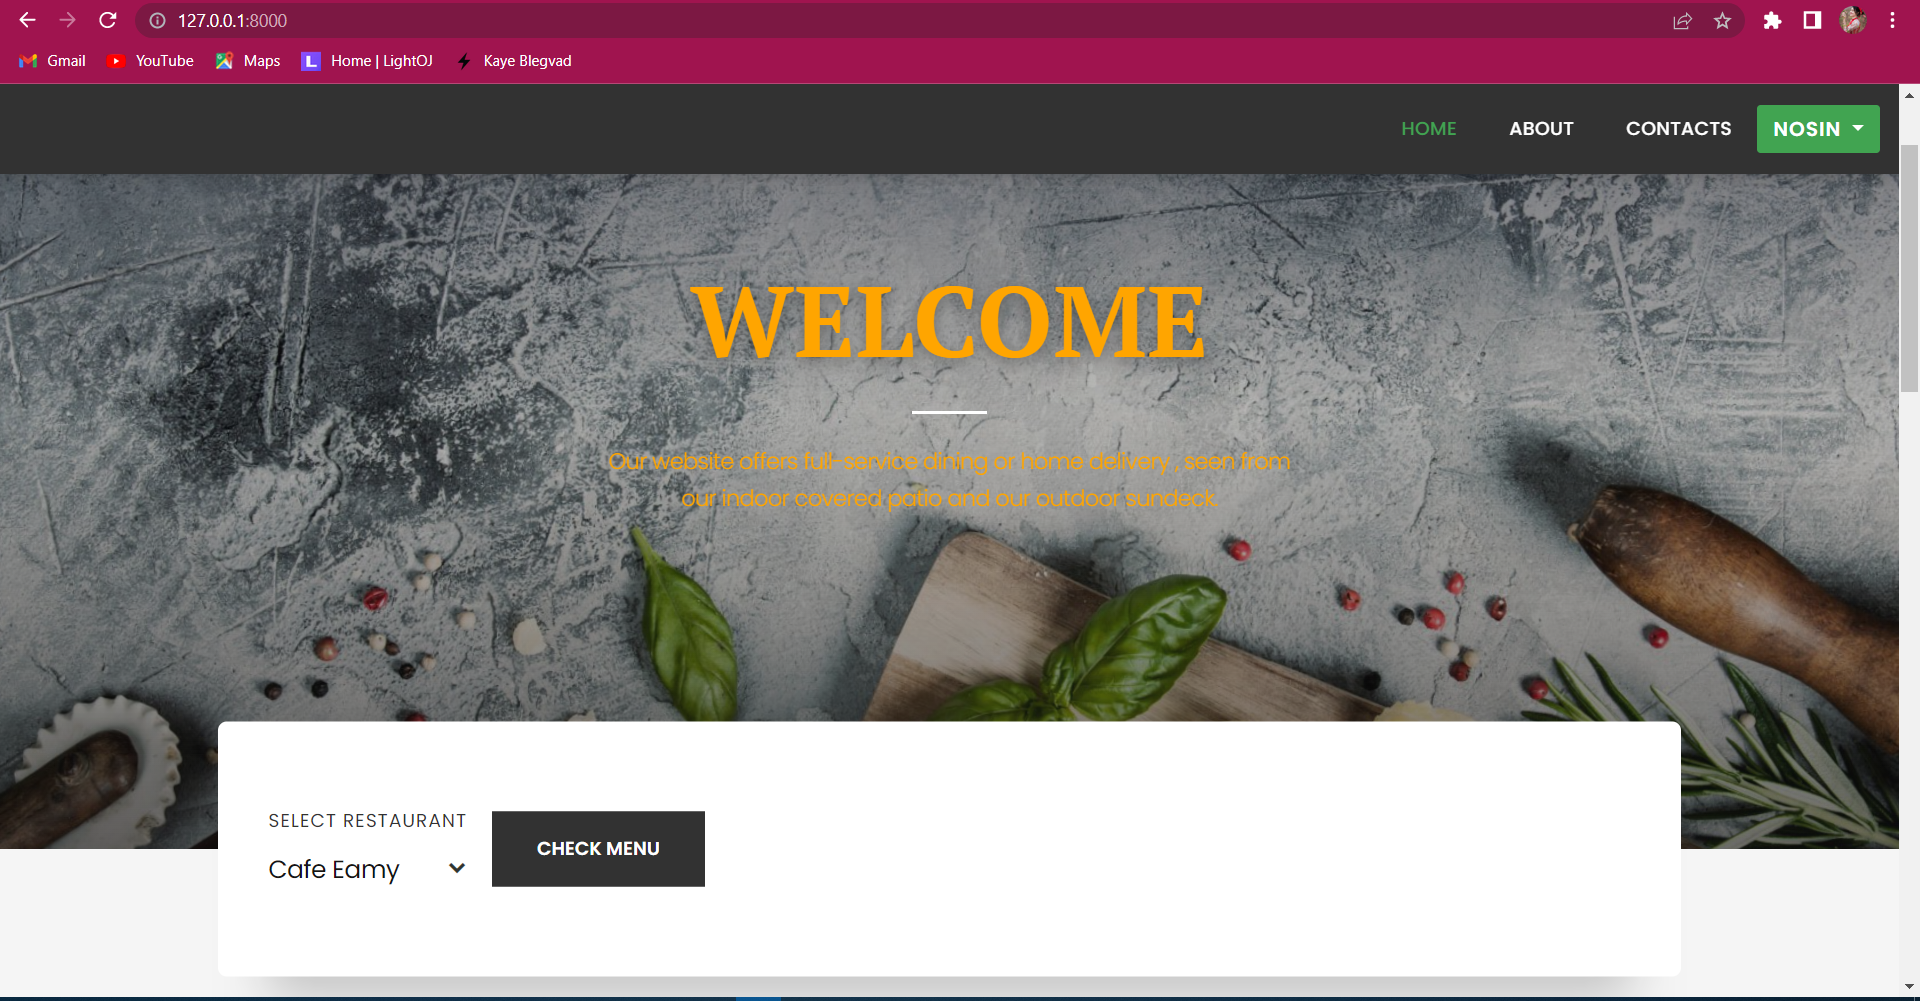 127.0.0.1:8000
Gmail YouTube Maps L Home | LightOJ Kaye Blegvad
HOME ABOUT CONTACTS NOSIN
WELCOME
Our website offers full-service dining or home delivery , seen from
our indoor covered patio and our outdoor sundeck.
SELECT RESTAURANT
Cafe Eamy
CHECK MENU